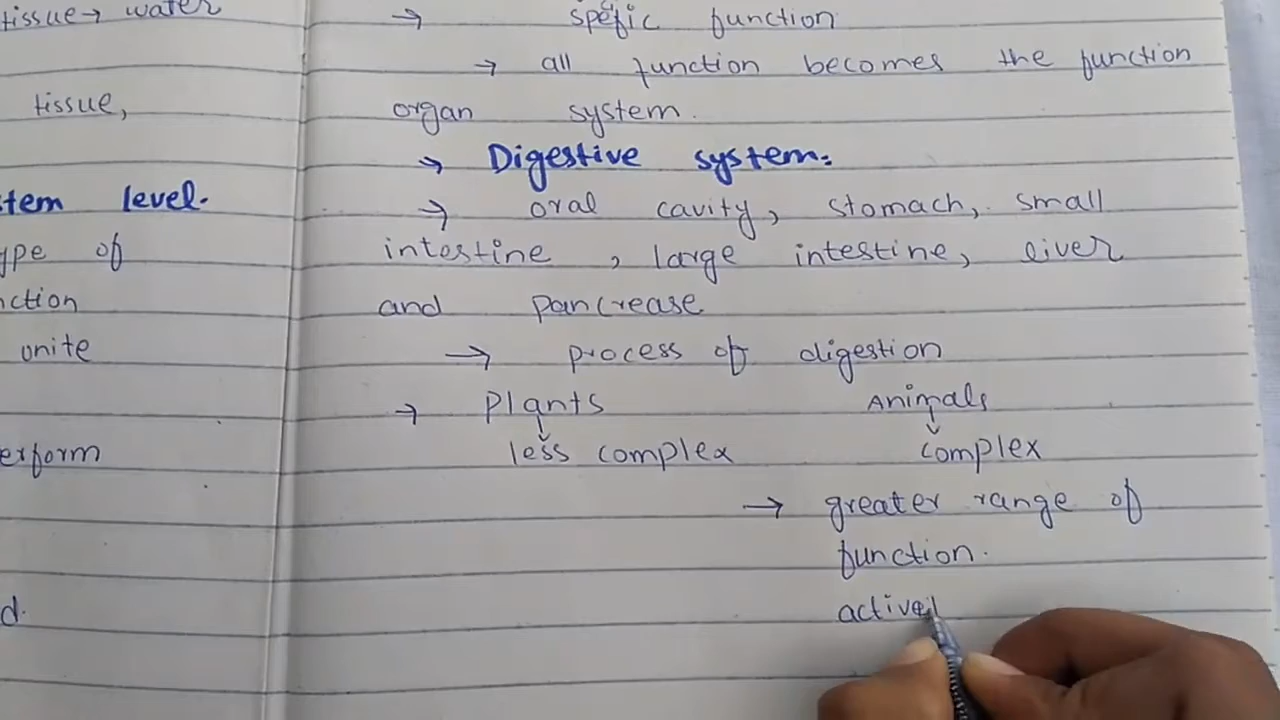 tissue→ water
tissue,
tem level.
ype of
nction
unite
erform
d.
→ spefic function
→ all function becomes the function
organ system.
→ Digestive system:
→ oral cavity, stomach, small
intestine, large intestine, liver
and pancrease
→ process of digestion
→ Plants Animals
less complex complex
→ greater range of
function.
active